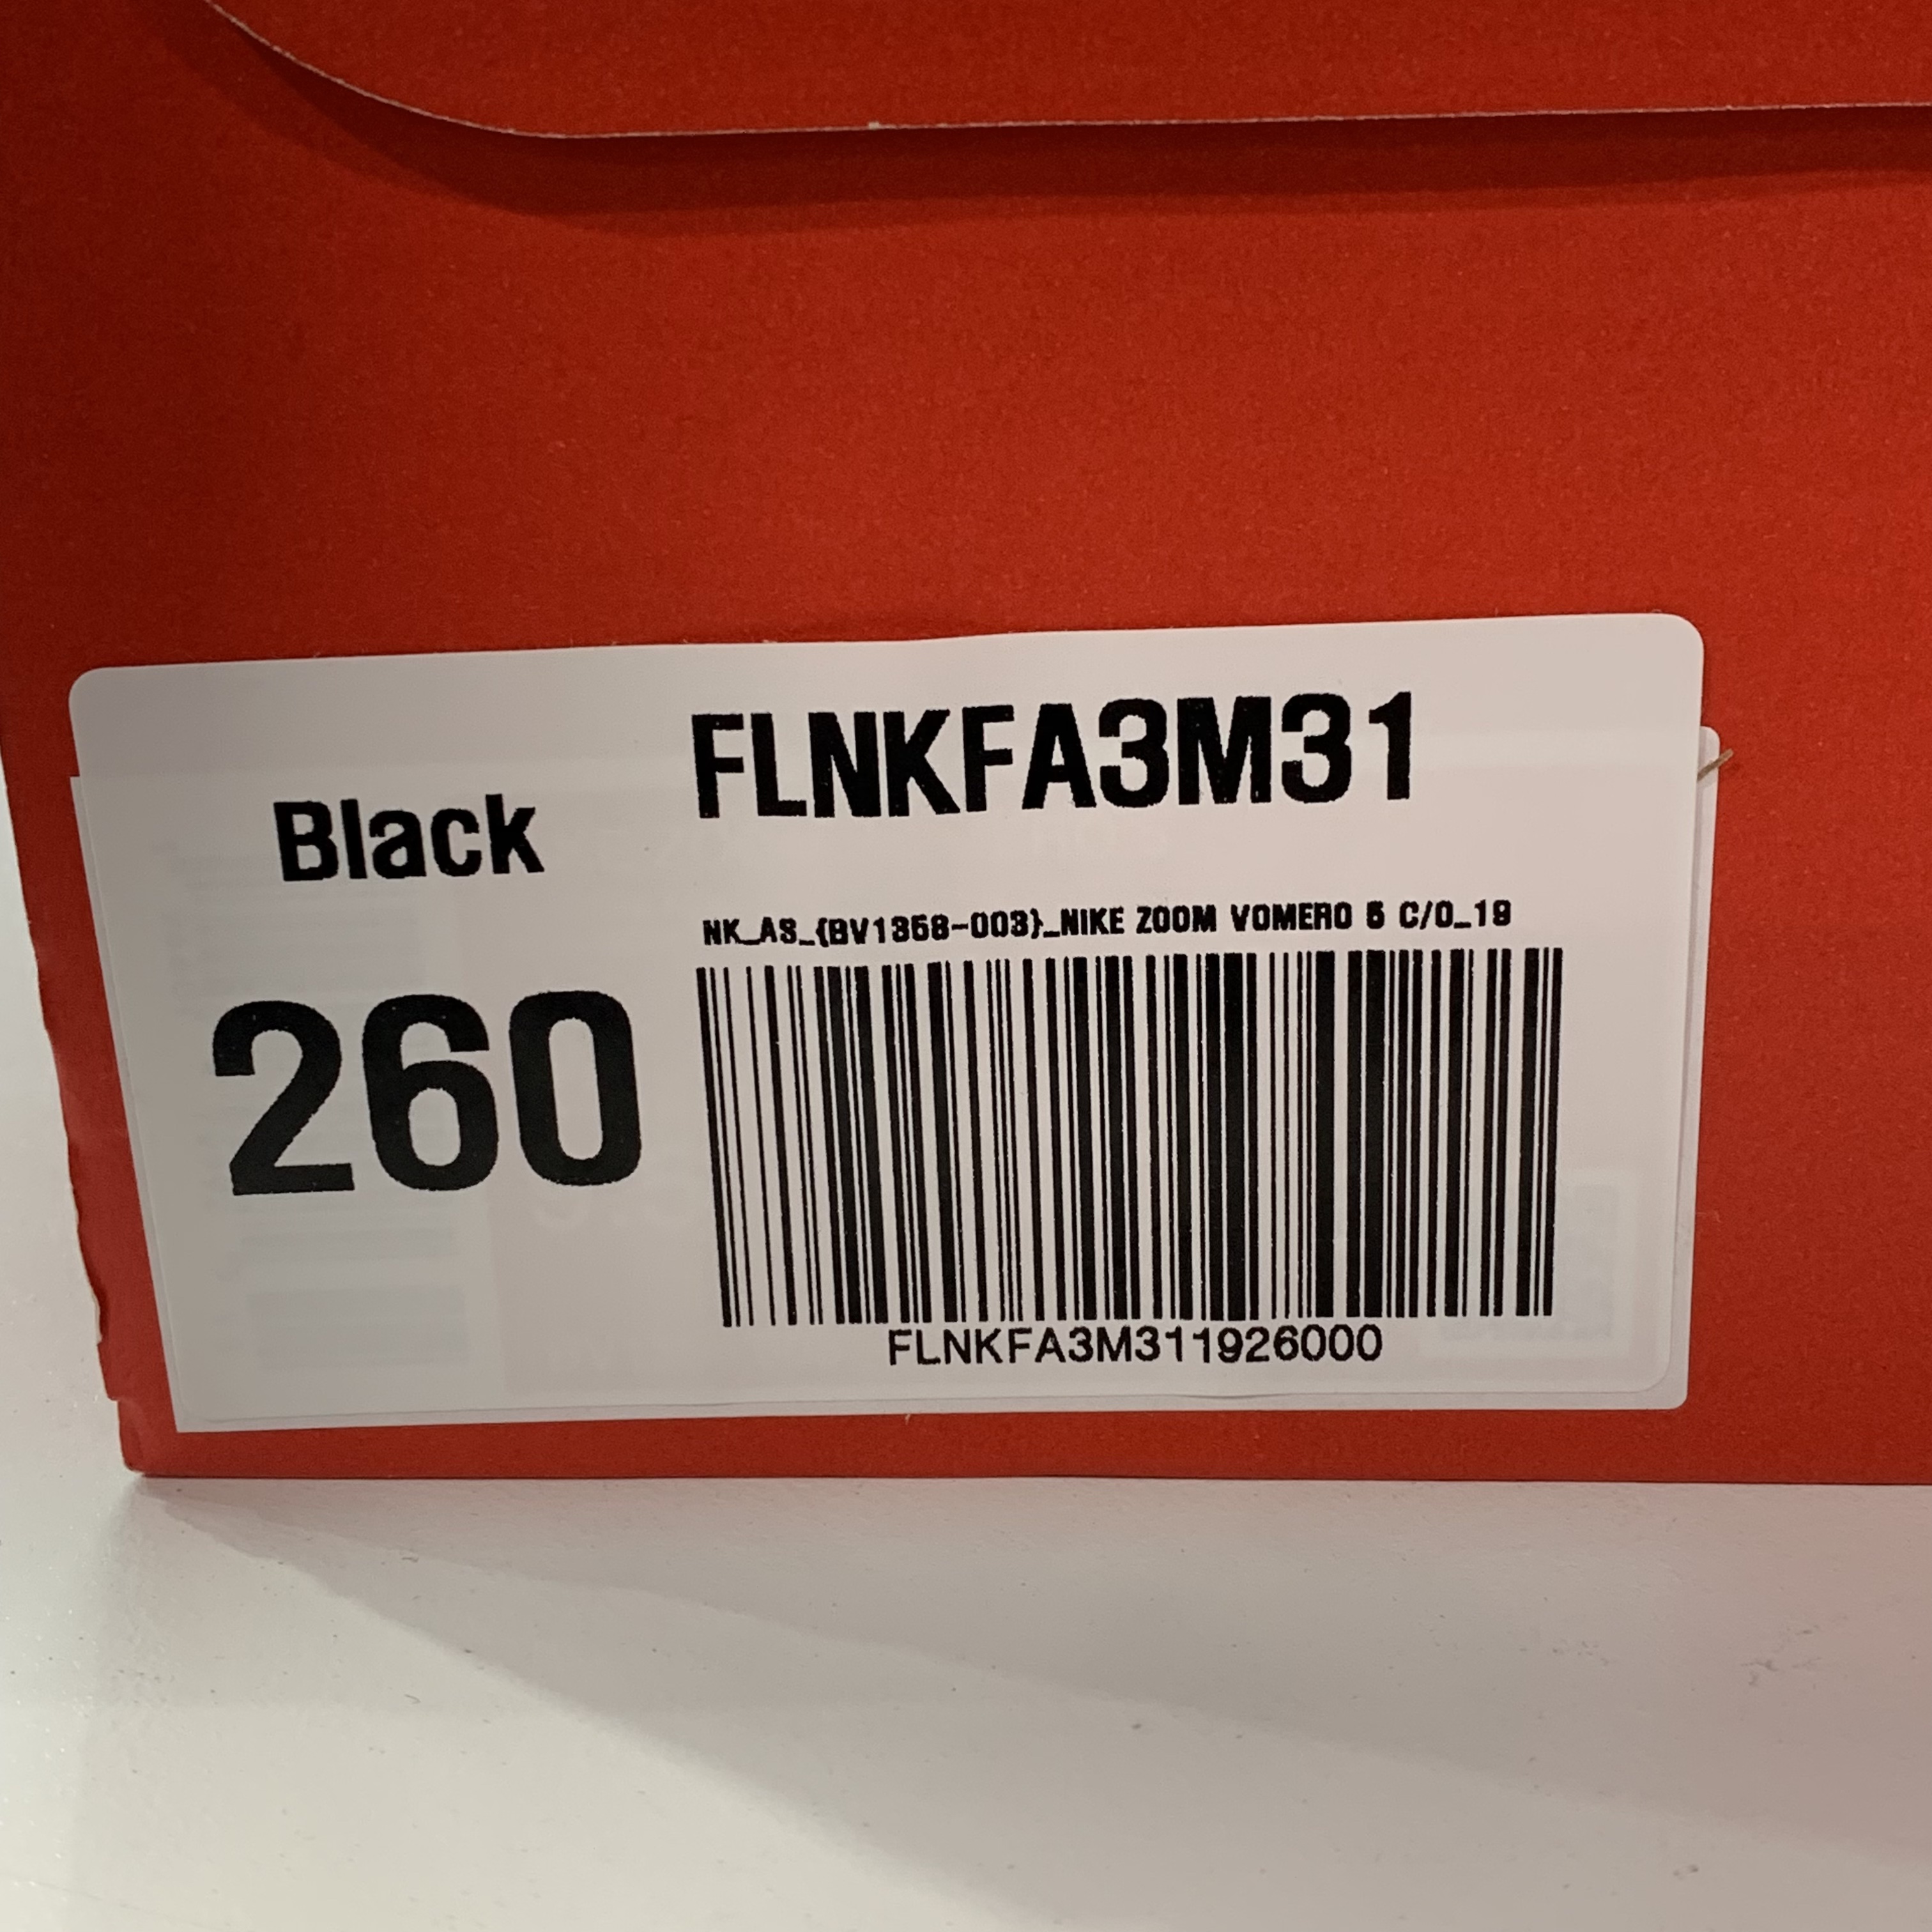 FLNKFA3M31
Black
NK_AS_{BV1358-003}_NIKE ZOOM VOMERO 5 C/O_19
260
FLNKFA3M311926000